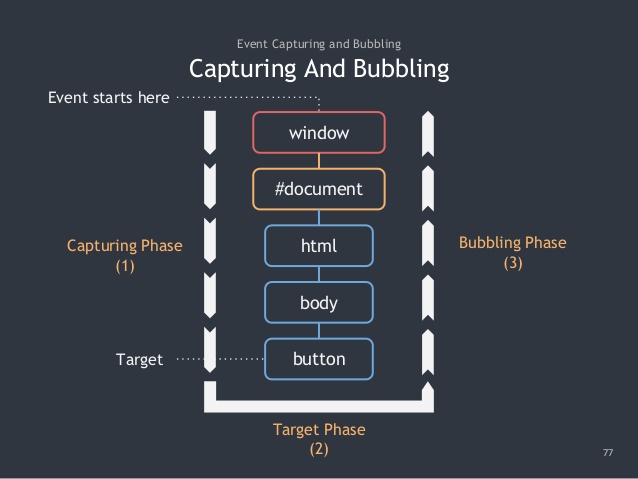 Event Capturing and Bubbling
Capturing And Bubbling
Event starts here
window
#document
html
body
button
Capturing Phase
(1)
Bubbling Phase
(3)
Target
Target Phase
(2)
77